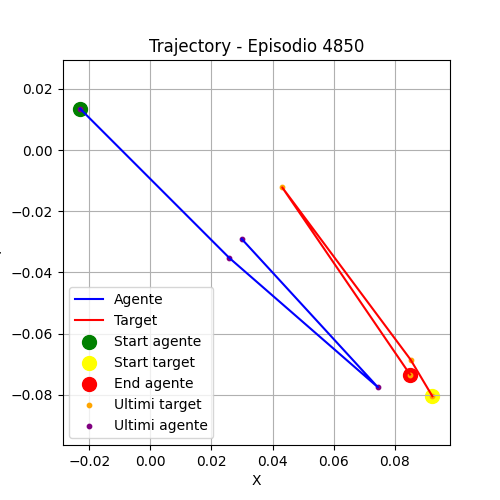 Trajectory - Episodio 4850
0.02
0.00
−0.02
−0.04
−0.06
−0.08
Agente
Target
Start agente
Start target
End agente
Ultimi target
Ultimi agente
−0.02 0.00 0.02 0.04 0.06 0.08
X